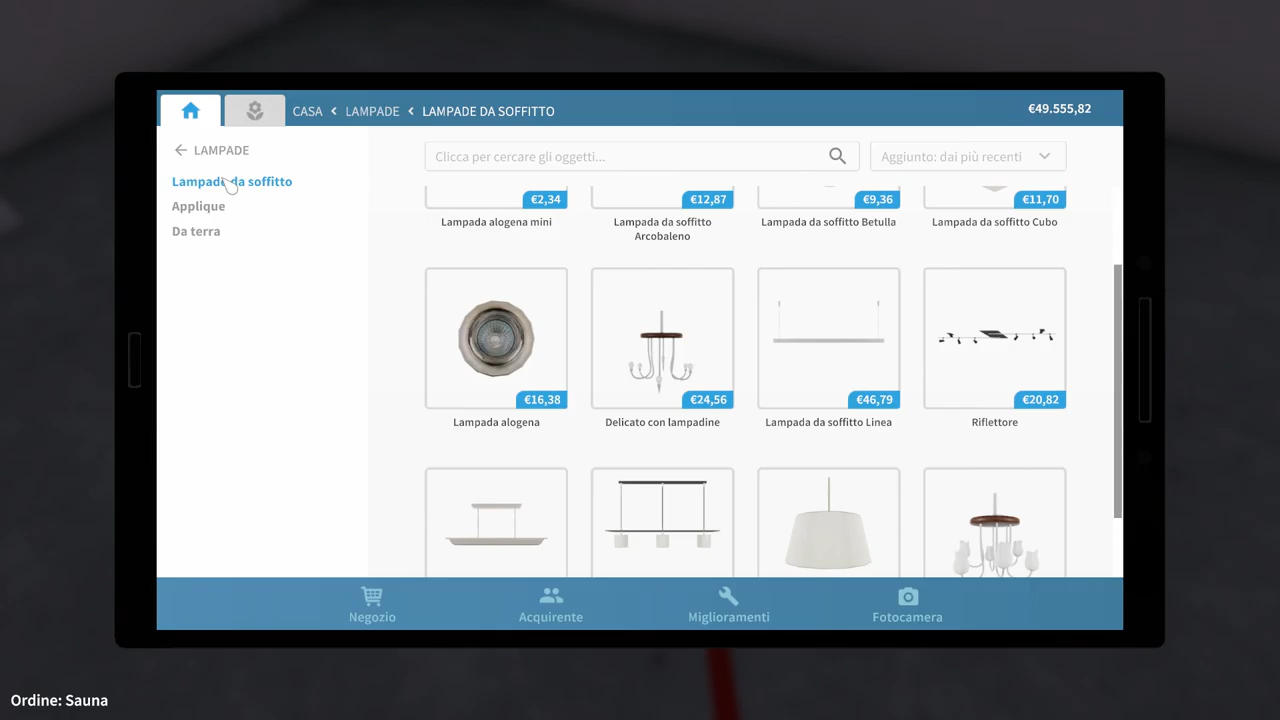 CASA < LAMPADE < LAMPADE DA SOFFITTO
€49.555,82
LAMPADE
Lampade da soffitto
Applique
Da terra
Clicca per cercare gli oggetti...
Aggiunto: dai più recenti
€2,34
€12,87
€9,36
€11,70
Lampada alogena mini
Lampada da soffitto
Arcobaleno
Lampada da soffitto Betulla
Lampada da soffitto Cubo
€16,38
€24,56
€46,79
€20,82
Lampada alogena
Delicato con lampadine
Lampada da soffitto Linea
Riflettore
Negozio
Acquirente
Miglioramenti
Fotocamera
Ordine: Sauna